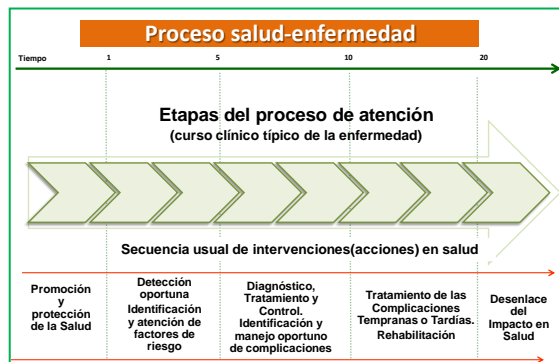 Proceso salud-enfermedad
Tiempo 1 5 10 20
Etapas del proceso de atención
(curso clínico típico de la enfermedad)
Secuencia usual de intervenciones(acciones) en salud
Promoción
y
protección
de la Salud
Detección
oportuna
Identificación
y atención de
factores de
riesgo
Diagnóstico,
Tratamiento y
Control.
Identificación y
manejo oportuno
de complicaciones
Tratamiento de las
Complicaciones
Tempranas o Tardías.
Rehabilitación
Desenlace
del
Impacto en
Salud